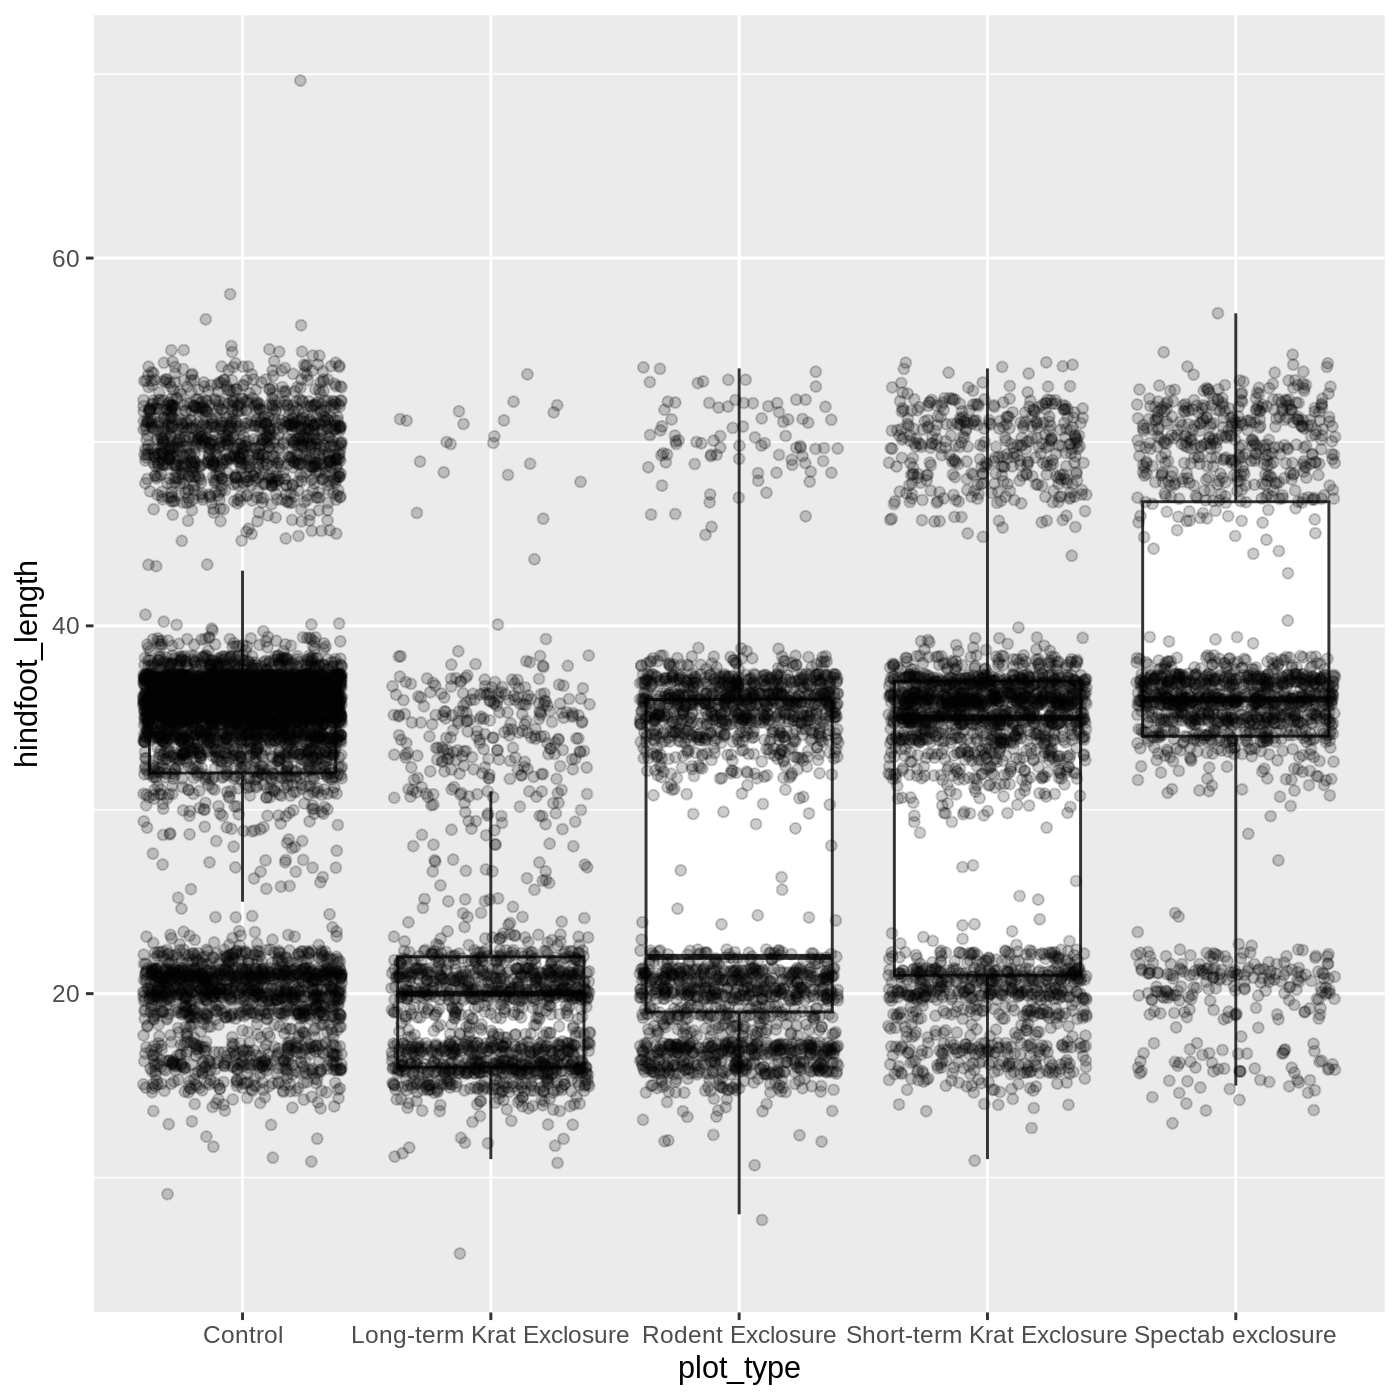 hindfoot_length
60
40
20
Control Long-term Krat Exclosure Rodent Exclosure Short-term Krat Exclosure Spectab exclosure
plot_type